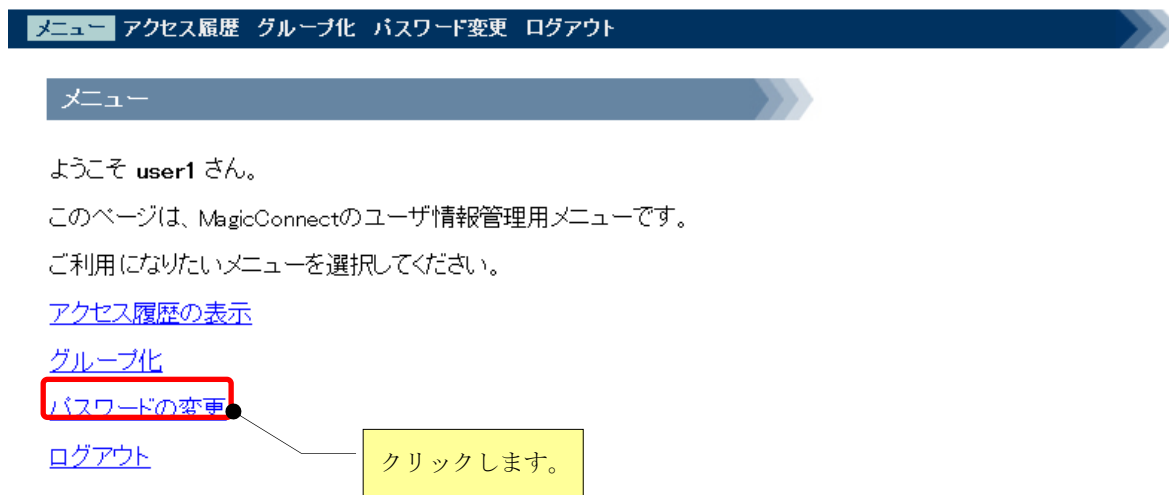 メニュー アクセス履歴 グループ化 パスワード変更 ログアウト
メニュー
ようこそ user1 さん。
このページは、MagicConnectのユーザ情報管理用メニューです。
ご利用になりたいメニューを選択してください。
アクセス履歴の表示
グループ化
パスワードの変更
ログアウト
クリックします。